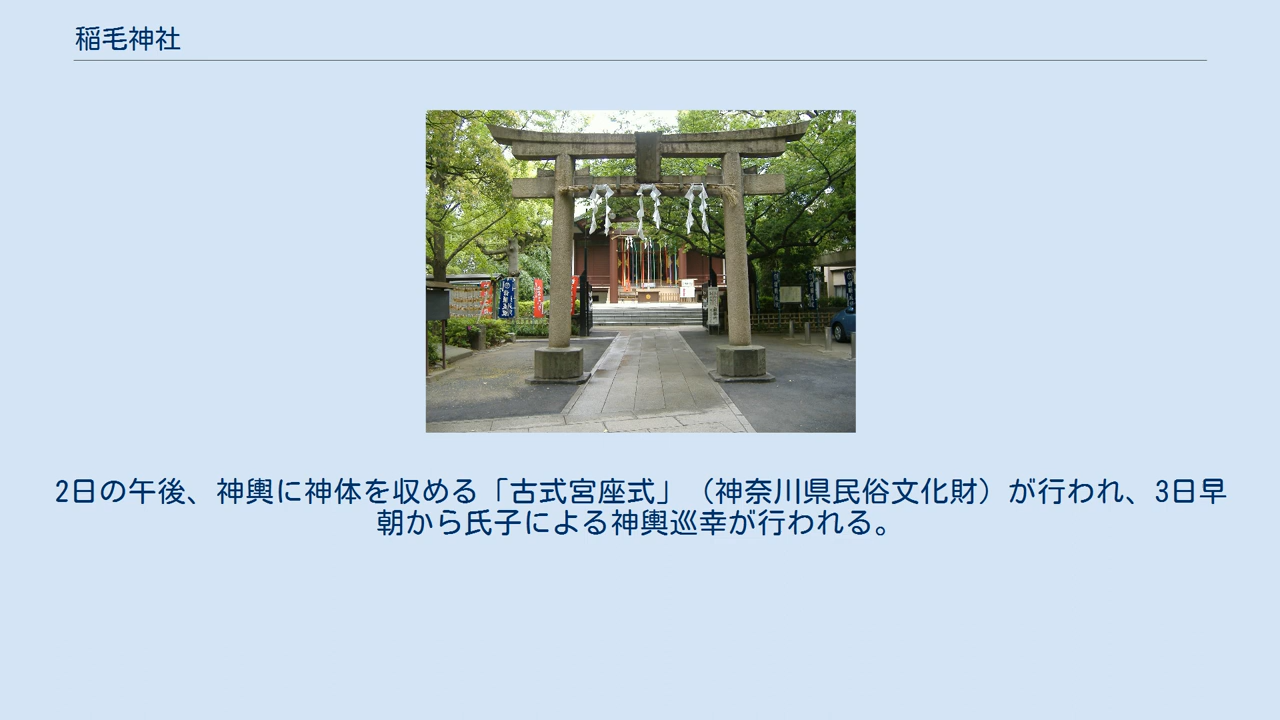 稲毛神社
2日の午後、神輿に神体を収める「古式宮座式」（神奈川県民俗文化財）が行われ、3日早
朝から氏子による神輿巡幸が行われる。